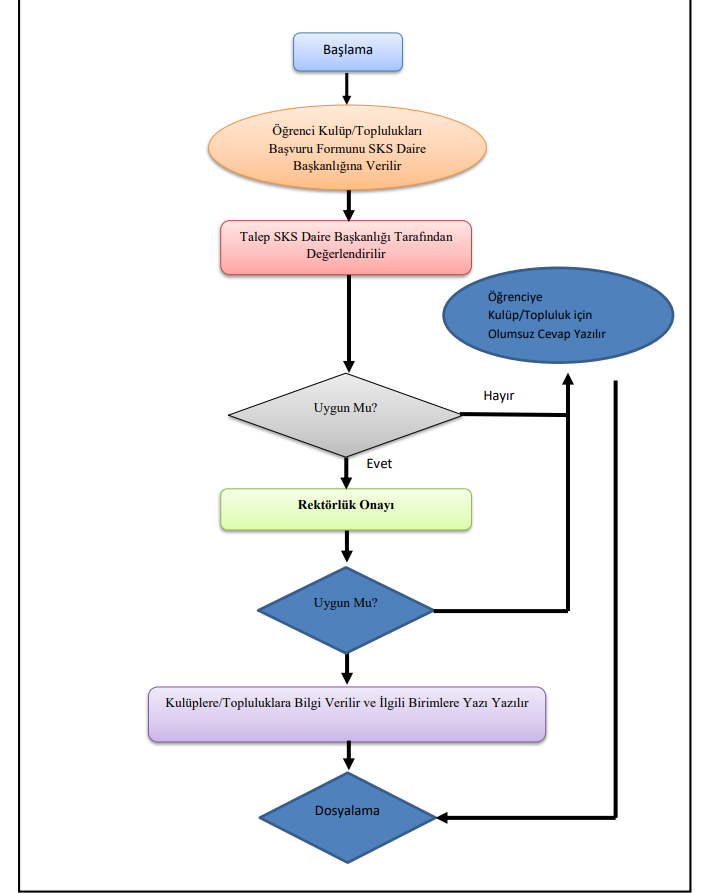 Başlama
Öğrenci Kulüp/Toplulukları
Başvuru Formunu SKS Daire
Başkanlığına Verilir
Talep SKS Daire Başkanlığı Tarafından
Değerlendirilir
Öğrenciye
Kulüp/Topluluk için
Olumsuz Cevap Yazılır
Uygun Mu?
Hayır
Evet
Rektörlük Onayı
Uygun Mu?
Kulüplere/Topluluklara Bilgi Verilir ve İlgili Birimlere Yazı Yazılır
Dosyalama